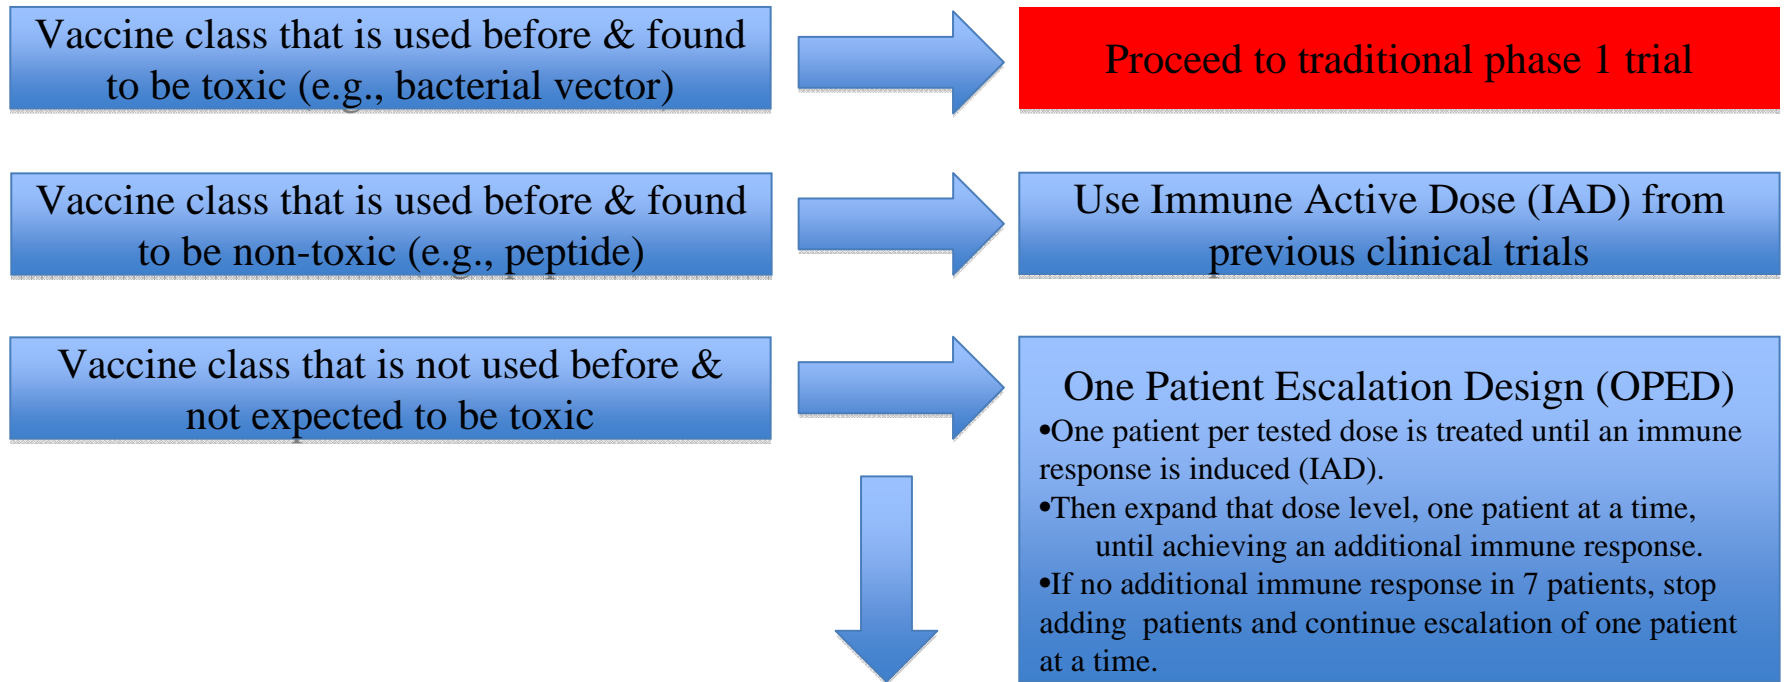 Vaccine class that is used before & found
to be toxic (e.g., bacterial vector)
Proceed to traditional phase 1 trial
Vaccine class that is used before & found
to be non-toxic (e.g., peptide)
Use Immune Active Dose (IAD) from
previous clinical trials
Vaccine class that is not used before &
not expected to be toxic
One Patient Escalation Design (OPED)
•One patient per tested dose is treated until an immune
response is induced (IAD).
•Then expand that dose level, one patient at a time,
until achieving an additional immune response.
•If no additional immune response in 7 patients, stop
adding patients and continue escalation of one patient
at a time.